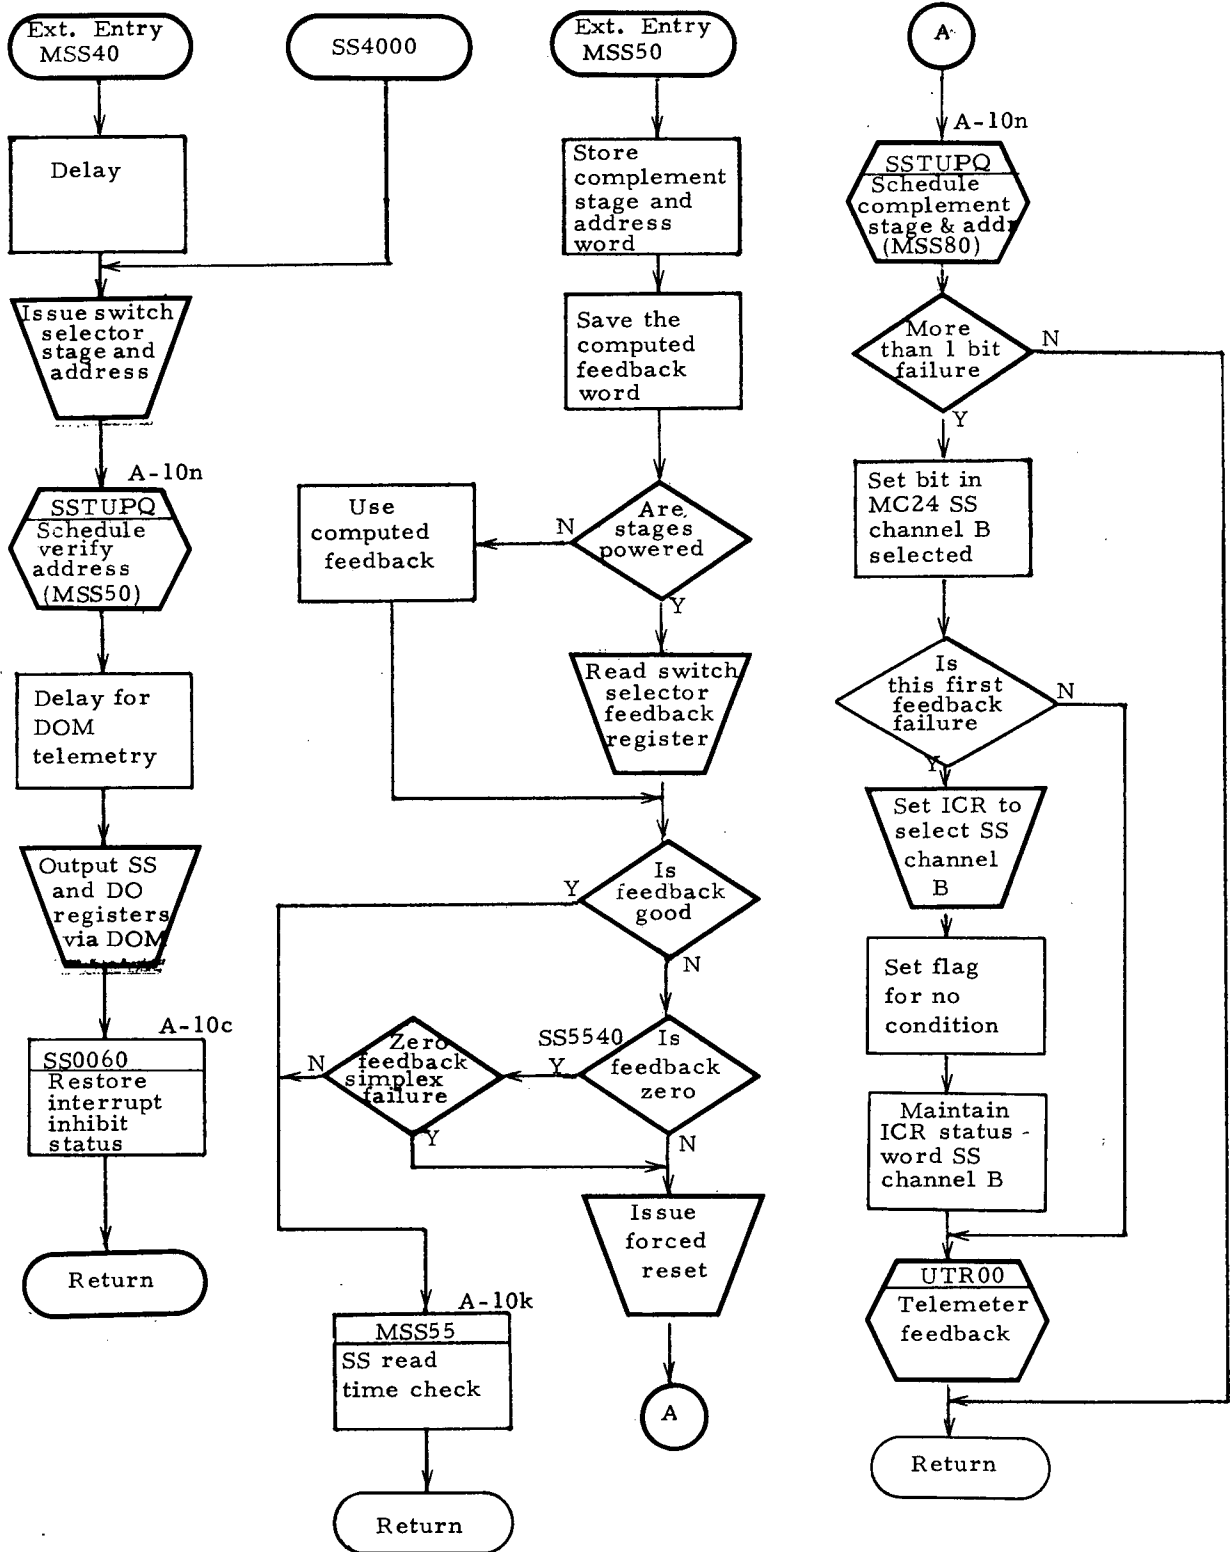 Ext. Entry
MSS40
Delay
Issue switch
selector
stage and
address
A-10n
SSTUPQ
Schedule
verify
address
(MSS50)
Delay for
DOM
telemetry
Output SS
and DO
registers
via DOM
A-10c
SS0060
Restore
interrupt
inhibit
status
Return
SS4000
Ext. Entry
MSS50
Store
complement
stage and
address
word
Save the
computed
feedback
word
Are
stages
powered
N
Y
Use
computed
feedback
Read switch
selector
feedback
register
Is
feedback
good
Y
N
SS5540
Is
feedback
zero
Y
N
Zero
feedback
simplex
failure
N
Y
Issue
forced
reset
A
A-10k
MSS55
SS read
time check
Return
A
A-10n
SSTUPQ
Schedule
complement
stage & addr
(MSS80)
More
than 1 bit
failure
N
Y
Set bit in
MC24 SS
channel B
selected
Is
this first
feedback
failure
N
Y
Set ICR to
select SS
channel
B
Set flag
for no
condition
Maintain
ICR status
word SS
channel B
UTR00
Telemeter
feedback
Return